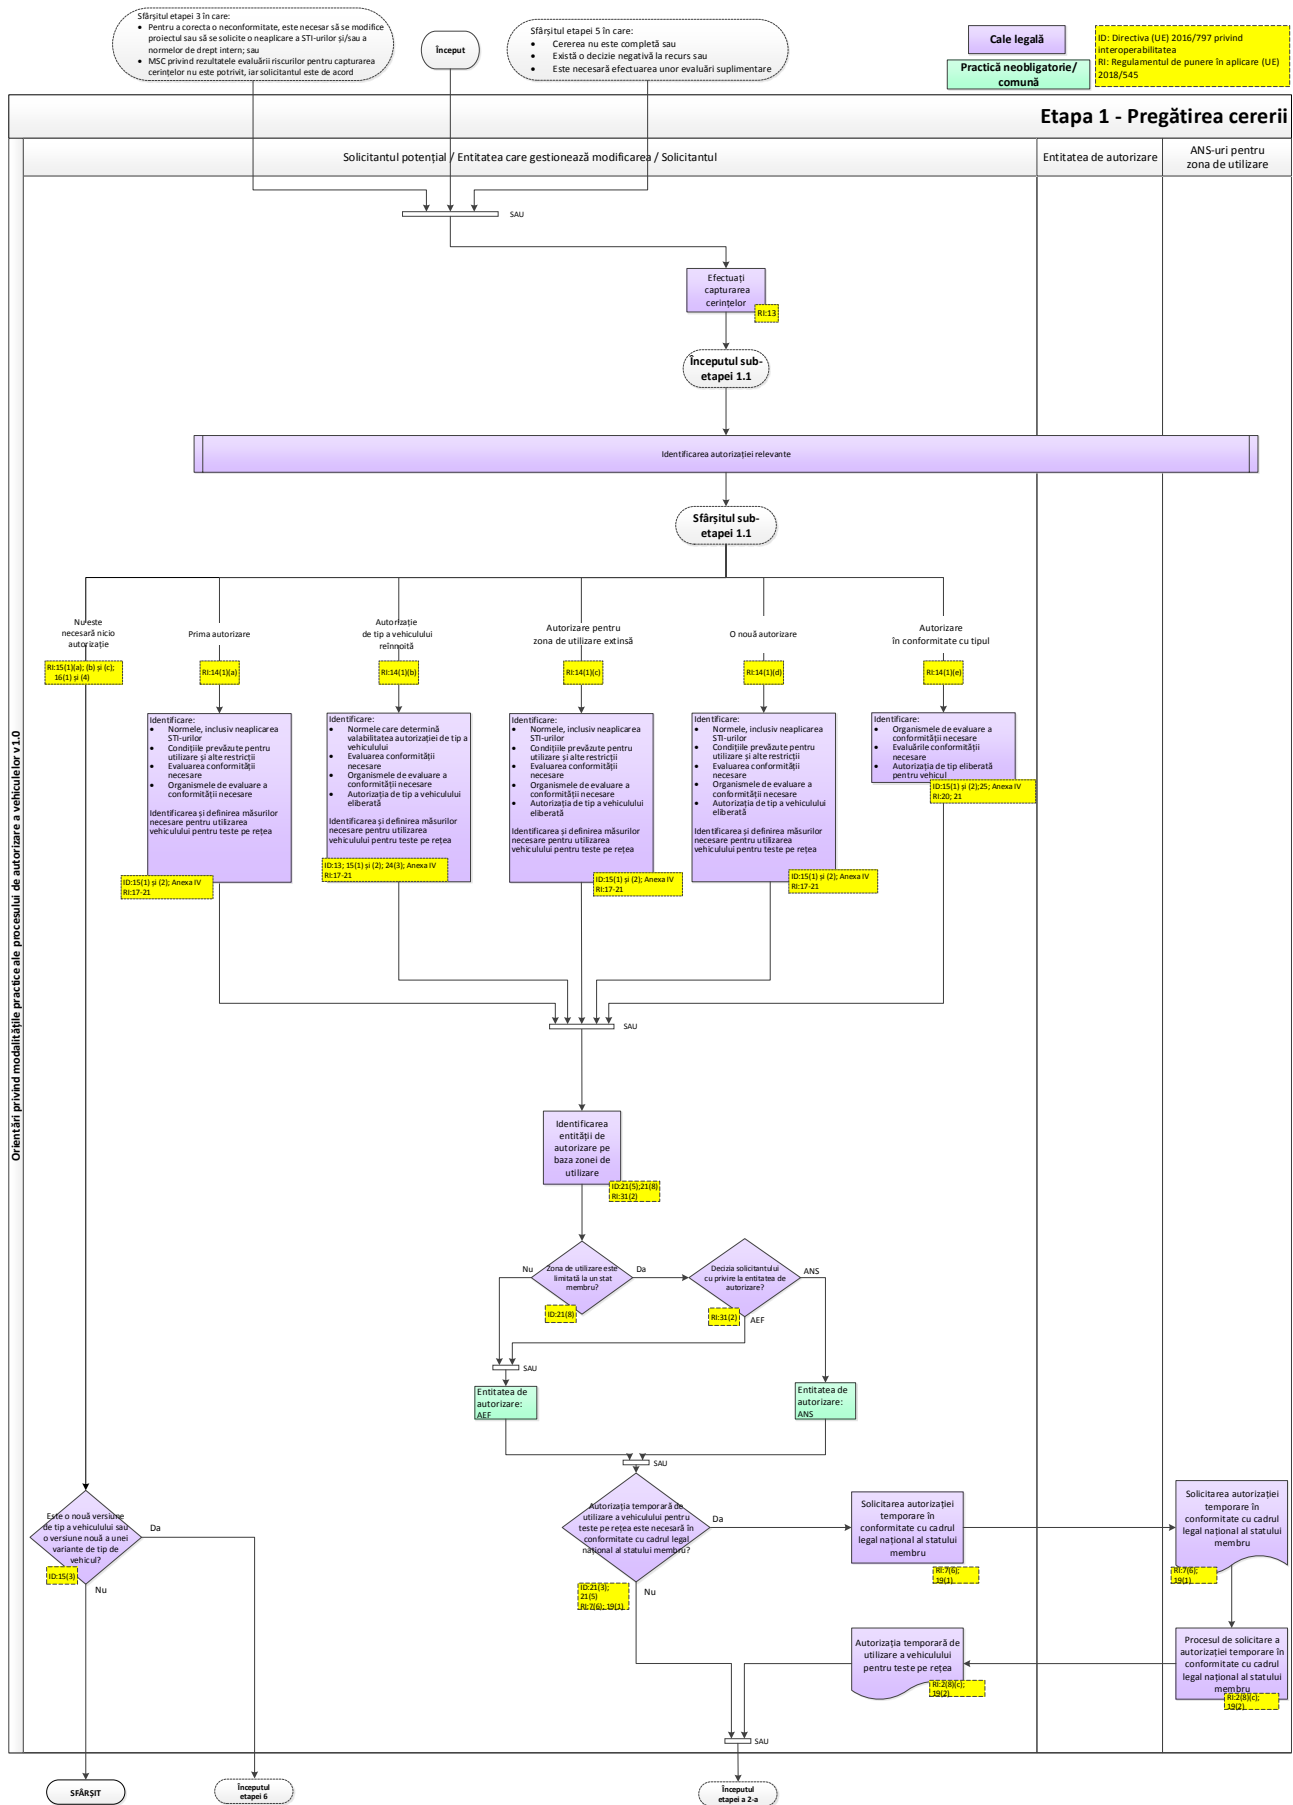 Sfârșitul etapei 3 în care:
• Pentru a corecta o neconformitate, este necesar să se modifice
proiectul sau să se solicite o neaplicare a STI-urilor și/sau a
normelor de drept intern; sau
• MSC privind rezultatele evaluării riscurilor pentru capturarea
cerințelor nu este potrivit, iar solicitantul este de acord
Început
Sfârșitul etapei 5 în care:
• Cererea nu este completă sau
• Există o decizie negativă la recurs sau
• Este necesară efectuarea unor evaluări suplimentare
Cale legală
Practică neobligatorie/
comună
ID: Directiva (UE) 2016/797 privind
interoperabilitatea
RI: Regulamentul de punere în aplicare (UE)
2018/545
Etapa 1 - Pregătirea cererii
Solicitantul potențial / Entitatea care gestionează modificarea / Solicitantul
Entitatea de autorizare
ANS-uri pentru
zona de utilizare
Orientări privind modalitățile practice ale procesului de autorizare a vehiculelor v1.0
SAU
Efectuați
capturarea
cerințelor
RI:13
Începutul sub-
etapei 1.1
Identificarea autorizației relevante
Sfârșitul sub-
etapei 1.1
Nu este
necesară nicio
autorizație
RI:15(1)(a); (b) și (c);
16(1) și (4)
Prima autorizare
RI:14(1)(a)
Autorizație
de tip a vehiculului
reînnoită
RI:14(1)(b)
Autorizare pentru
zona de utilizare extinsă
RI:14(1)(c)
O nouă autorizare
RI:14(1)(d)
Autorizare
în conformitate cu tipul
RI:14(1)(e)
Identificare:
• Normele, inclusiv neaplicarea
STI-urilor
• Condițiile prevăzute pentru
utilizare și alte restricții
• Evaluarea conformității
necesare
• Organismele de evaluare a
conformității necesare
Identificarea și definirea măsurilor
necesare pentru utilizarea
vehiculului pentru teste pe rețea
ID:15(1) și (2); Anexa IV
RI:17-21
Identificare:
• Normele care determină
valabilitatea autorizației de tip a
vehiculului
• Evaluarea conformității
necesare
• Organismele de evaluare a
conformității necesare
• Autorizația de tip a vehiculului
eliberată
Identificarea și definirea măsurilor
necesare pentru utilizarea
vehiculului pentru teste pe rețea
ID:13; 15(1) și (2); 24(3); Anexa IV
RI:17-21
Identificare:
• Normele, inclusiv neaplicarea
STI-urilor
• Condițiile prevăzute pentru
utilizare și alte restricții
• Evaluarea conformității
necesare
• Organismele de evaluare a
conformității necesare
• Autorizația de tip a vehiculului
eliberată
Identificarea și definirea măsurilor
necesare pentru utilizarea
vehiculului pentru teste pe rețea
ID:15(1) și (2); Anexa IV
RI:17-21
Identificare:
• Normele, inclusiv neaplicarea
STI-urilor
• Condițiile prevăzute pentru
utilizare și alte restricții
• Evaluarea conformității
necesare
• Organismele de evaluare a
conformității necesare
• Autorizația de tip a vehiculului
eliberată
Identificarea și definirea măsurilor
necesare pentru utilizarea
vehiculului pentru teste pe rețea
ID:15(1) și (2); Anexa IV
RI:17-21
Identificare:
• Organismele de evaluare a
conformității necesare
• Evaluările conformității
necesare
• Autorizația de tip eliberată
pentru vehicul
ID:15(1) și (2);25; Anexa IV
RI:20; 21
SAU
Identificarea
entității de
autorizare pe
baza zonei de
utilizare
ID:21(5);21(8)
RI:31(2)
Nu
Zona de utilizare este
limitată la un stat
membru?
Da
ID:21(8)
Decizia solicitantului
cu privire la entitatea de
autorizare?
ANS
RI:31(2)
AEF
SAU
Entitatea de
autorizare:
AEF
Entitatea de
autorizare:
ANS
SAU
Este o nouă versiune
de tip a vehiculului sau
o versiune nouă a unei
variante de tip de
vehicul?
Da
ID:15(3)
Nu
Autorizația temporară de
utilizare a vehiculului pentru
teste pe rețea este necesară în
conformitate cu cadrul legal
național al statului membru?
Da
ID:21(3);
21(5)
RI:7(6); 19(1)
Nu
Solicitarea autorizației
temporare în
conformitate cu cadrul
legal național al statului
membru
RI:7(6);
19(1)
Solicitarea autorizației
temporare în
conformitate cu cadrul
legal național al statului
membru
RI:7(6);
19(1)
Autorizația temporară de
utilizare a vehiculului
pentru teste pe rețea
RI:2(8)(c);
19(2)
Procesul de solicitare a
autorizației temporare în
conformitate cu cadrul
legal național al statului
membru
RI:2(8)(c);
19(2)
SAU
SFÂRȘIT
Începutul
etapei 6
Începutul
etapei a 2-a